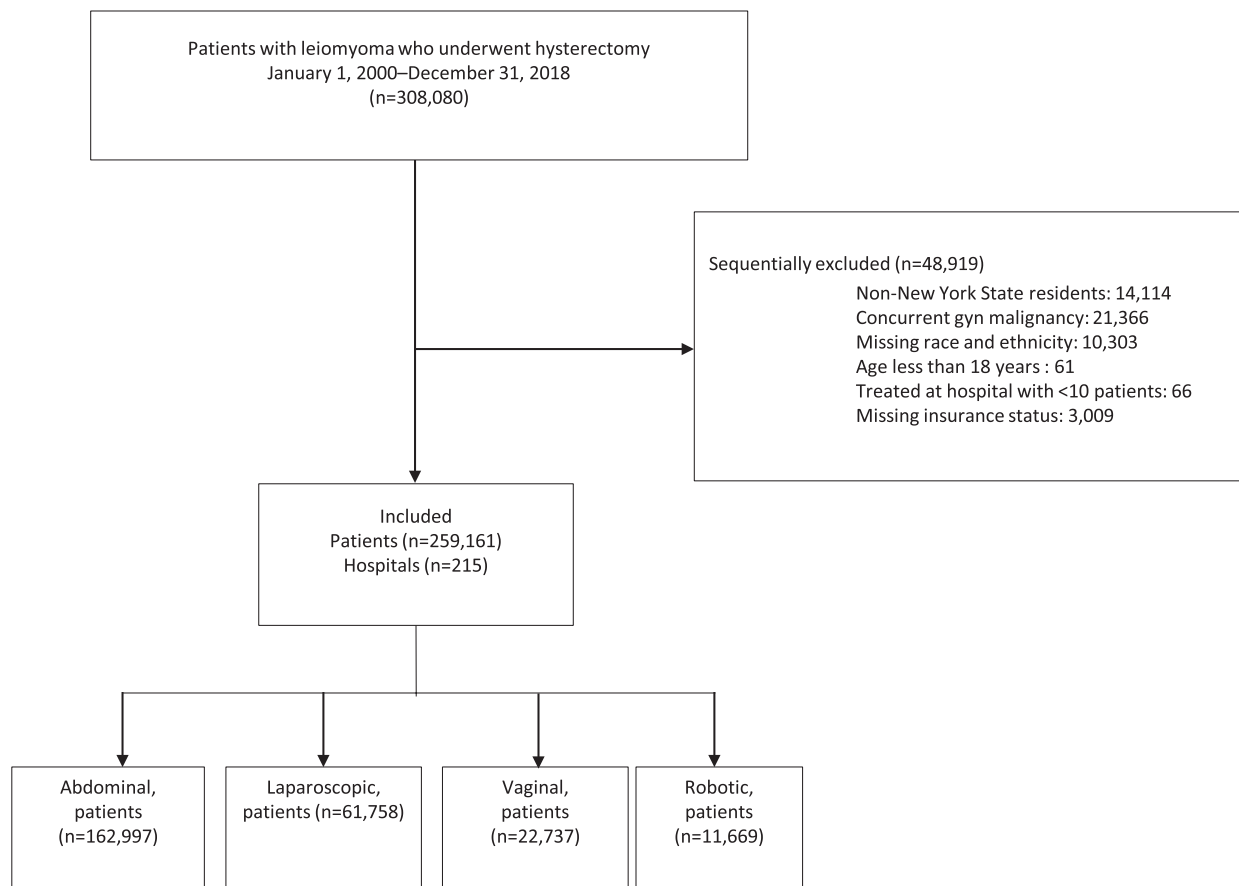 Patients with leiomyoma who underwent hysterectomy
January 1, 2000–December 31, 2018
(n=308,080)
Sequentially excluded (n=48,919)
Non-New York State residents: 14,114
Concurrent gyn malignancy: 21,366
Missing race and ethnicity: 10,303
Age less than 18 years : 61
Treated at hospital with <10 patients: 66
Missing insurance status: 3,009
Included
Patients (n=259,161)
Hospitals (n=215)
Abdominal,
patients
(n=162,997)
Laparoscopic,
patients (n=61,758)
Vaginal,
patients
(n=22,737)
Robotic,
patients
(n=11,669)